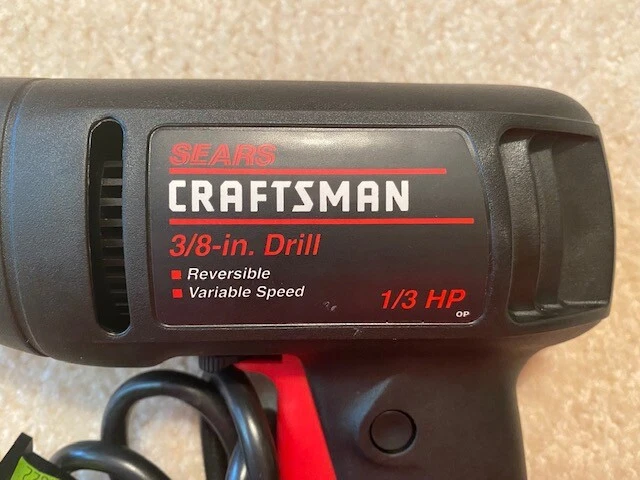 SEARS
CRAFTSMAN
3/8-in. Drill
Reversible
Variable Speed
1/3 HP
OP